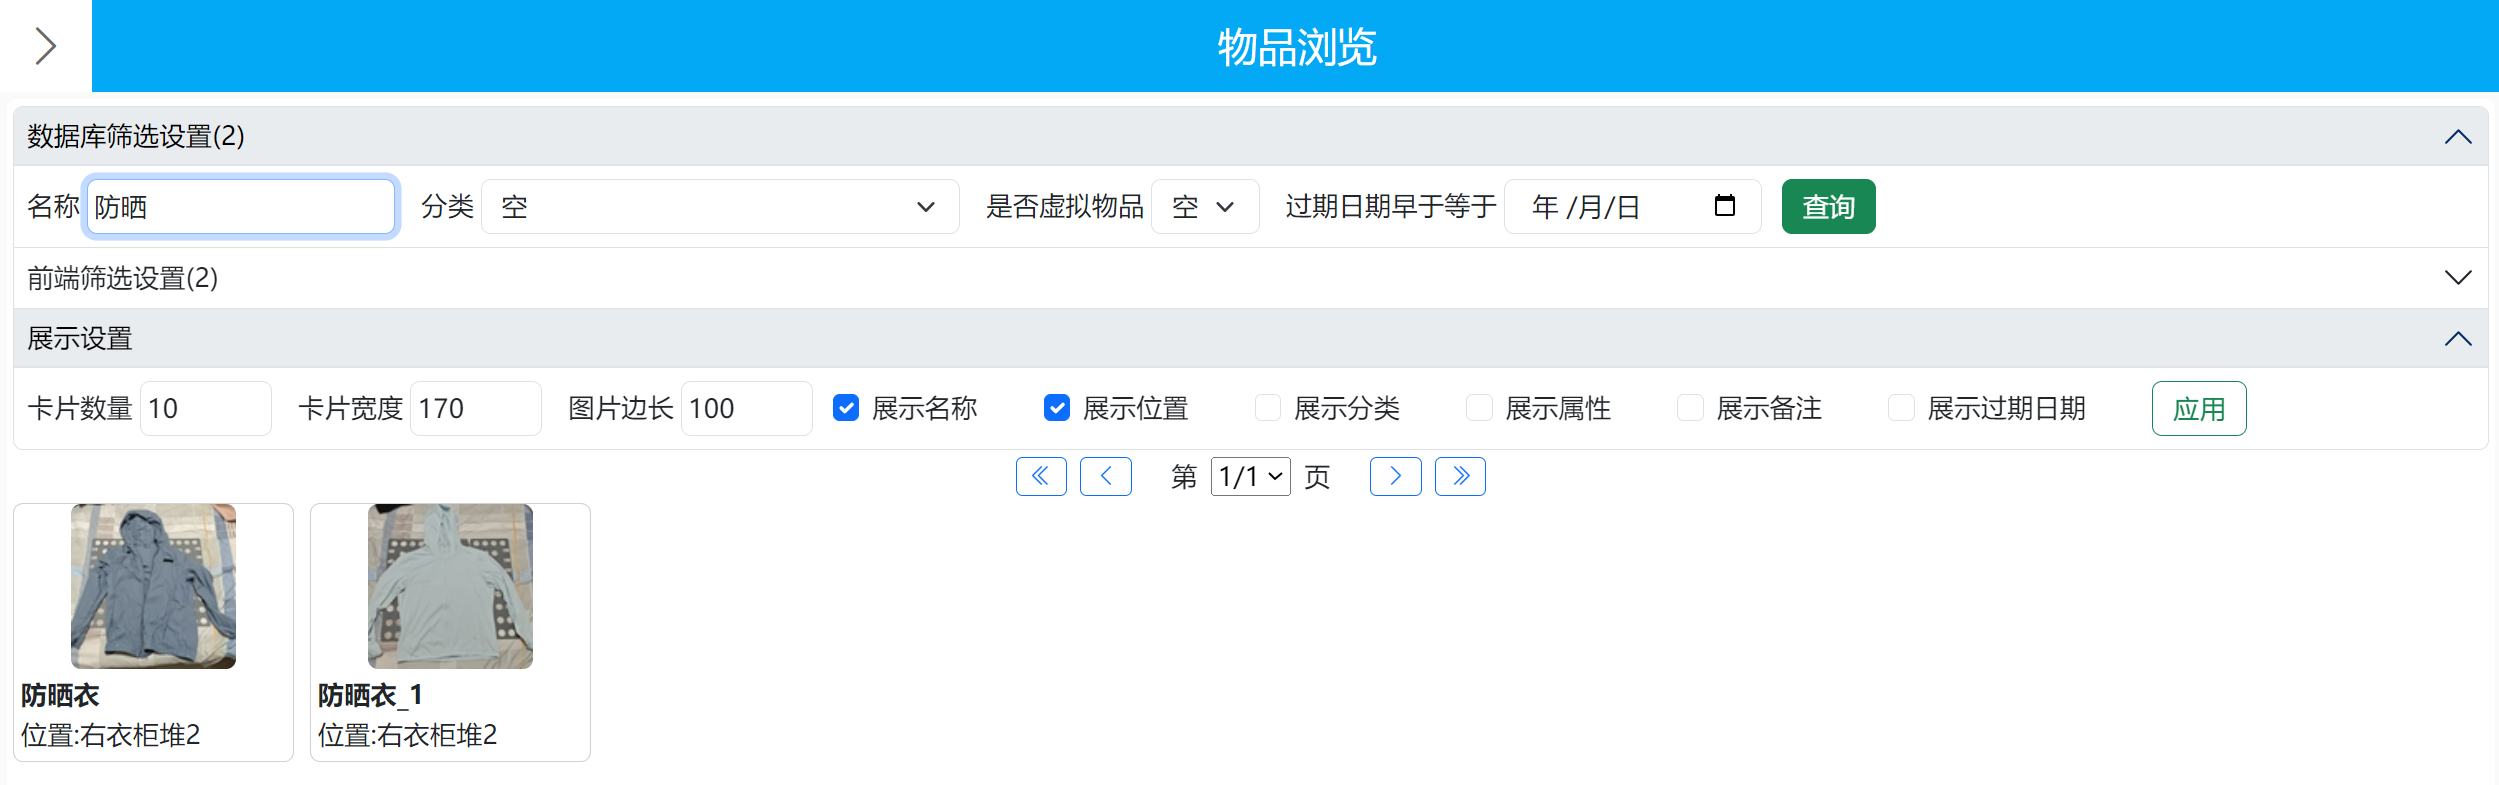 物品浏览
数据库筛选设置(2)
名称 防晒 分类 空 是否虚拟物品 空 过期日期早于等于 年 /月/日 查询
前端筛选设置(2)
展示设置
卡片数量 10 卡片宽度 170 图片边长 100 展示名称 展示位置 展示分类 展示属性 展示备注 展示过期日期 应用
第 1/1 页
防晒衣
位置:右衣柜堆2
防晒衣_1
位置:右衣柜堆2